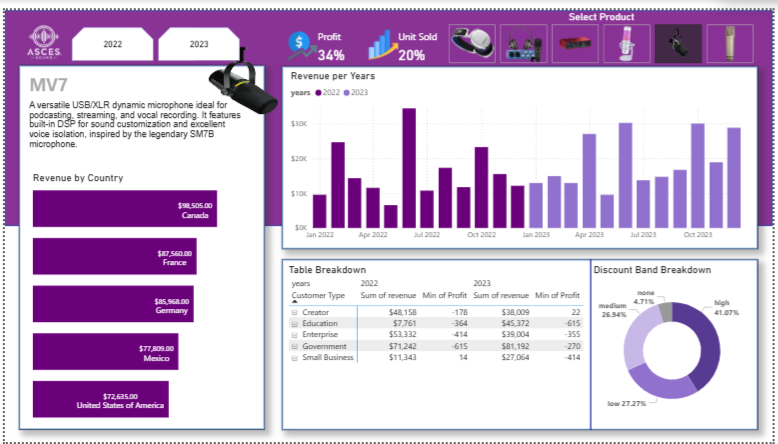 ASCES
SOUND
2022
2023
Profit
34%
Unit Sold
20%
Select Product
MV7
A versatile USB/XLR dynamic microphone ideal for
podcasting, streaming, and vocal recording. It features
built-in DSP for sound customization and excellent
voice isolation, inspired by the legendary SM7B
microphone.
Revenue by Country
$98,505.00
Canada
$87,560.00
France
$85,968.00
Germany
$77,809.00
Mexico
$72,635.00
United States of America
Revenue per Years
years 2022 2023
$30K
$20K
$10K
$0K
Jan 2022 Apr 2022 Jul 2022 Oct 2022 Jan 2023 Apr 2023 Jul 2023 Oct 2023
Table Breakdown
years 2022 2023
Customer Type Sum of revenue Min of Profit Sum of revenue Min of Profit
Creator $48,158 -178 $38,009 22
Education $7,761 -364 $45,372 -615
Enterprise $53,332 -414 $39,004 -355
Government $71,242 -615 $81,192 -270
Small Business $11,343 14 $27,064 -414
Discount Band Breakdown
none
4.71%
high
41.07%
medium
26.94%
low 27.27%